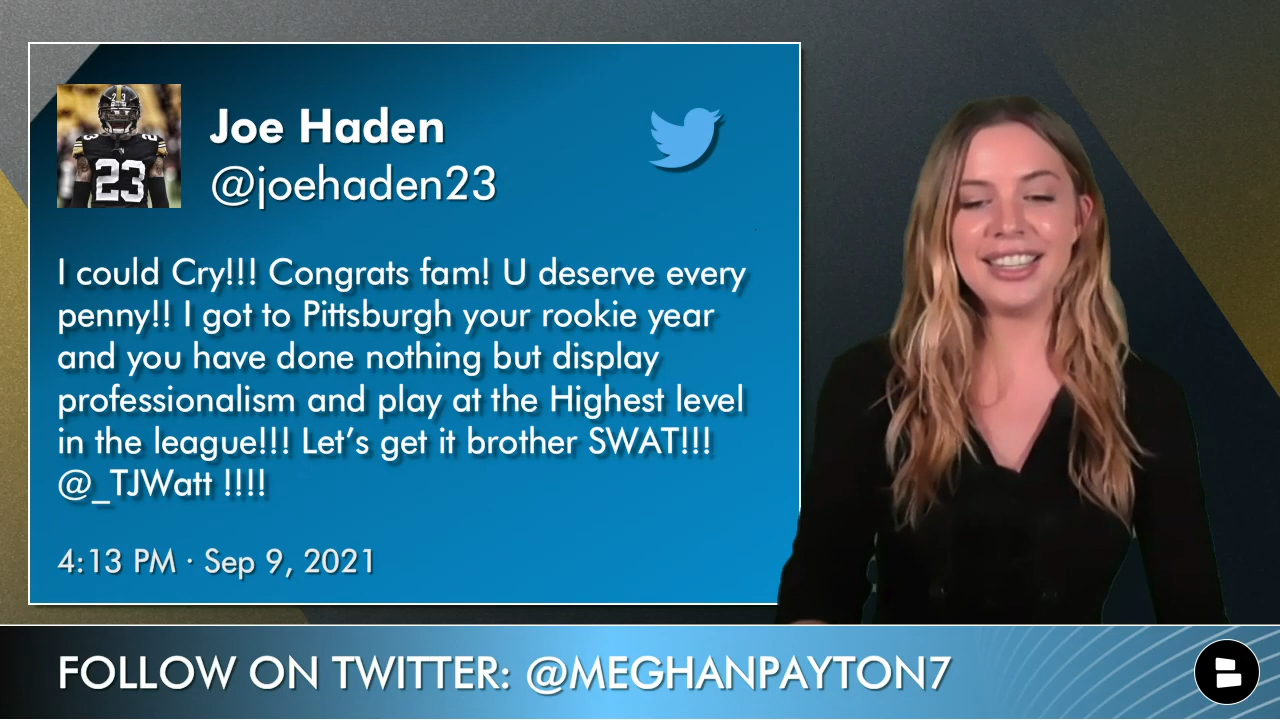 Joe Haden
@joehaden23
I could Cry!!! Congrats fam! U deserve every
penny!! I got to Pittsburgh your rookie year
and you have done nothing but display
professionalism and play at the Highest level
in the league!!! Let's get it brother SWAT!!!
@_TJWatt !!!!
4:13 PM · Sep 9, 2021
FOLLOW ON TWITTER: @MEGHANPAYTON7
23